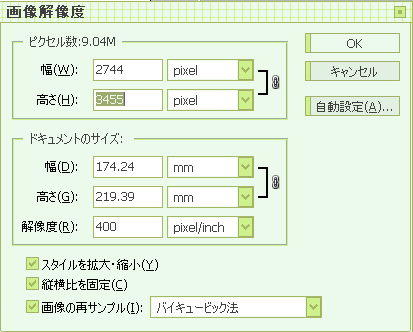 画像解像度
ピクセル数:9.04M
幅(W): 2744 pixel
高さ(H): 3455 pixel
OK
キャンセル
自動設定(A)...
ドキュメントのサイズ:
幅(D): 174.24 mm
高さ(G): 219.39 mm
解像度(R): 400 pixel/inch
スタイルを拡大・縮小(Y)
縦横比を固定(C)
画像の再サンプル(I): バイキュービック法